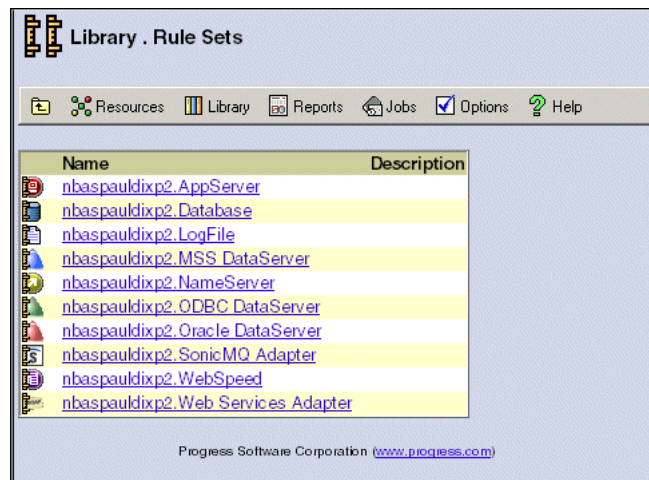 Library . Rule Sets
Resources Library Reports Jobs Options Help
Name Description
nbaspauldixp2.AppServer
nbaspauldixp2.Database
nbaspauldixp2.LogFile
nbaspauldixp2.MSS DataServer
nbaspauldixp2.NameServer
nbaspauldixp2.ODBC DataServer
nbaspauldixp2.Oracle DataServer
nbaspauldixp2.SonicMQ Adapter
nbaspauldixp2.WebSpeed
nbaspauldixp2.Web Services Adapter
Progress Software Corporation (www.progress.com)